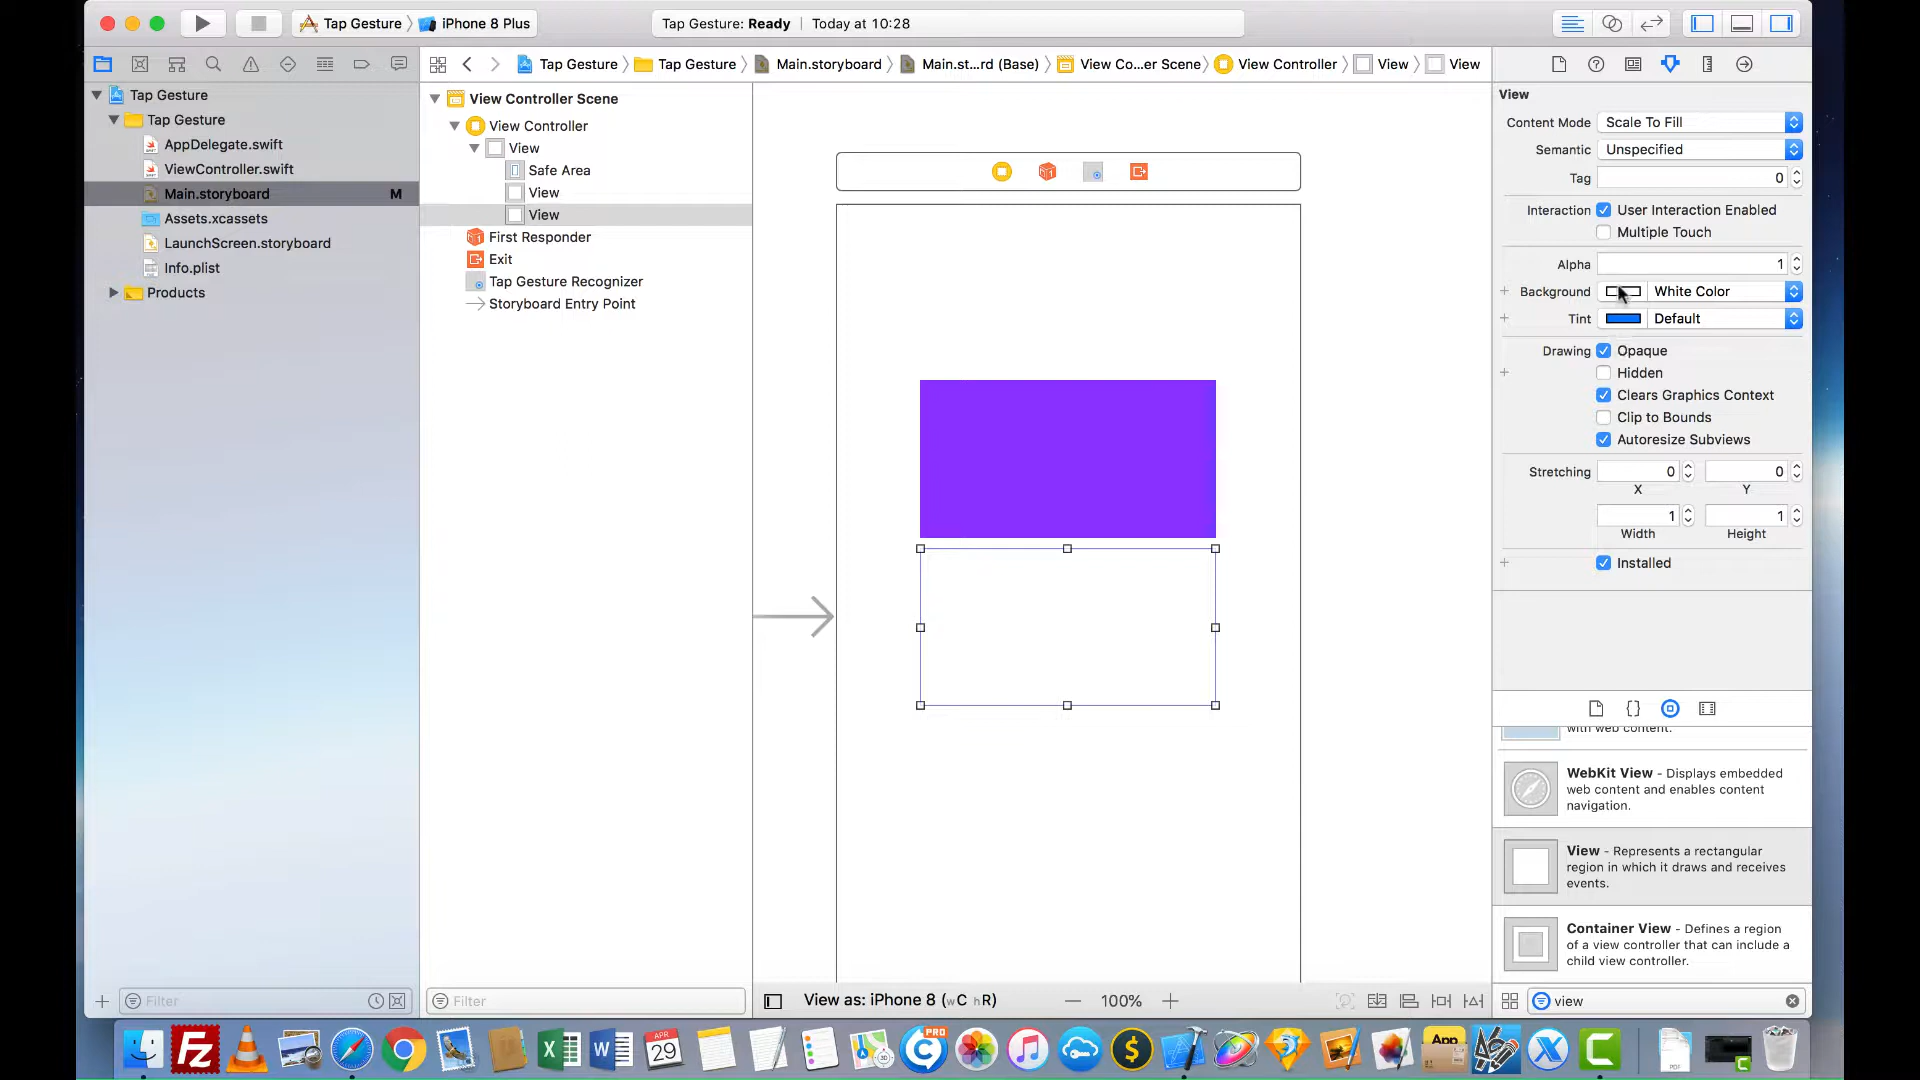 Tap Gesture
iPhone 8 Plus
Tap Gesture: Ready
Today at 10:28
Tap Gesture
Tap Gesture
Main.storyboard
Main.st...rd (Base)
View Co...er Scene
View Controller
View
View
Tap Gesture
Tap Gesture
AppDelegate.swift
ViewController.swift
Main.storyboard M
Assets.xcassets
LaunchScreen.storyboard
Info.plist
Products
Filter
View Controller Scene
View Controller
View
Safe Area
View
View
First Responder
Exit
Tap Gesture Recognizer
Storyboard Entry Point
Filter
View as: iPhone 8 (wC hR)
100%
View
Content Mode Scale To Fill
Semantic Unspecified
Tag 0
Interaction User Interaction Enabled
Multiple Touch
Alpha 1
Background White Color
Tint Default
Drawing Opaque
Hidden
Clears Graphics Context
Clip to Bounds
Autoresize Subviews
Stretching 0 0
X Y
1 1
Width Height
Installed
with web content.
WebKit View - Displays embedded
web content and enables content
navigation.
View - Represents a rectangular
region in which it draws and receives
events.
Container View - Defines a region
of a view controller that can include a
child view controller.
view
APR
29
PRO
App